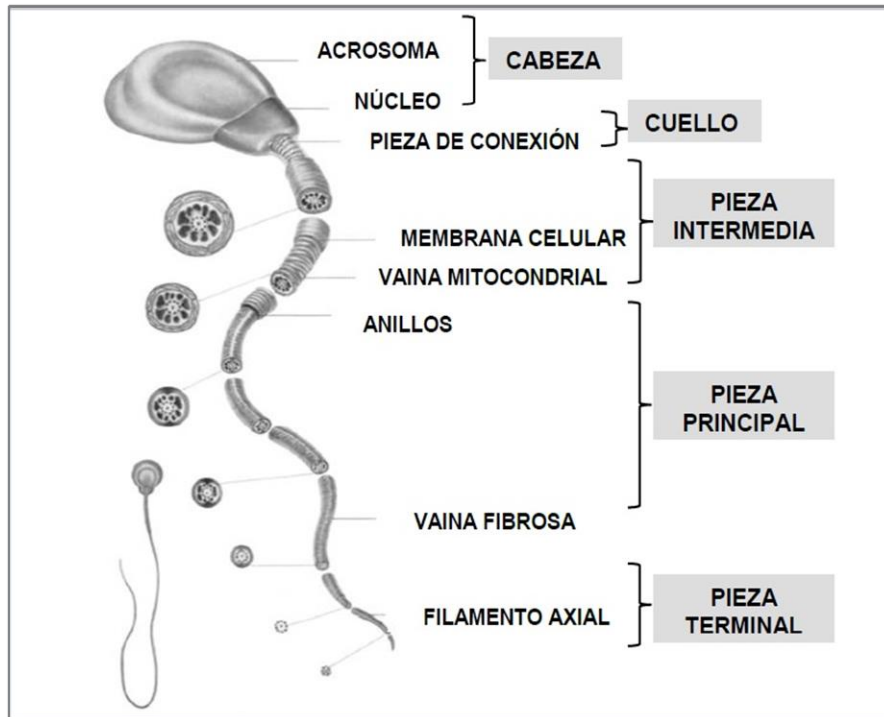 ACROSOMA
CABEZA
NÚCLEO
CUELLO
PIEZA DE CONEXIÓN
PIEZA
INTERMEDIA
MEMBRANA CELULAR
VAINA MITOCONDRIAL
ANILLOS
PIEZA
PRINCIPAL
VAINA FIBROSA
FILAMENTO AXIAL
PIEZA
TERMINAL